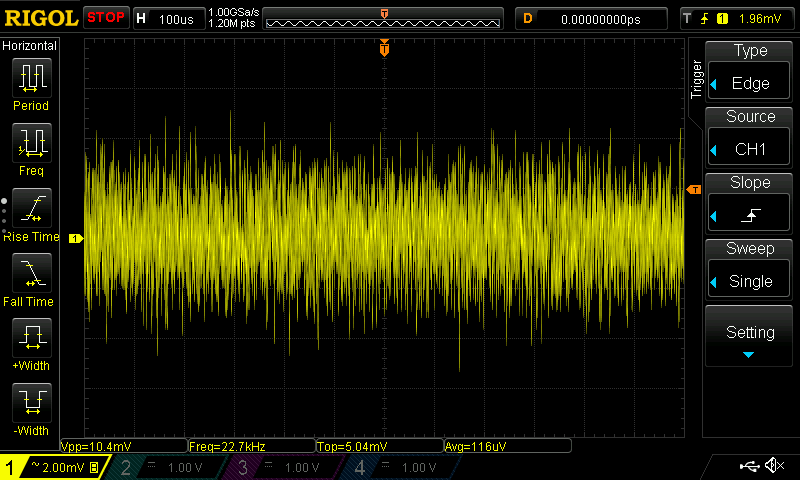 RIGOL STOP H 100us 1.00GSa/s D 0.00000000ps T 1 1.96mV
1.20M pts
T
Horizontal
Period
Freq
Rise Time
Fall Time
+Width
-Width
T
1
T
Trigger
Type
Edge
Source
CH1
Slope
Sweep
Single
Setting
Vpp=10.4mV Freq=22.7kHz Top=5.04mV Avg=116uV
1 ~ 2.00mV B 2 1.00 V 3 1.00 V 4 1.00 V